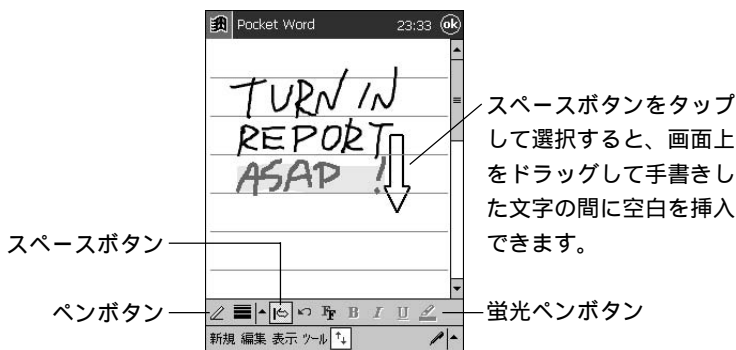 Pocket Word 23:33 ok
TURN IN
REPORT
ASAP !
スペースボタンをタップ
して選択すると、画面上
をドラッグして手書きし
た文字の間に空白を挿入
できます。
スペースボタン
ペンボタン
蛍光ペンボタン
FF B I U
新規 編集 表示 ツール